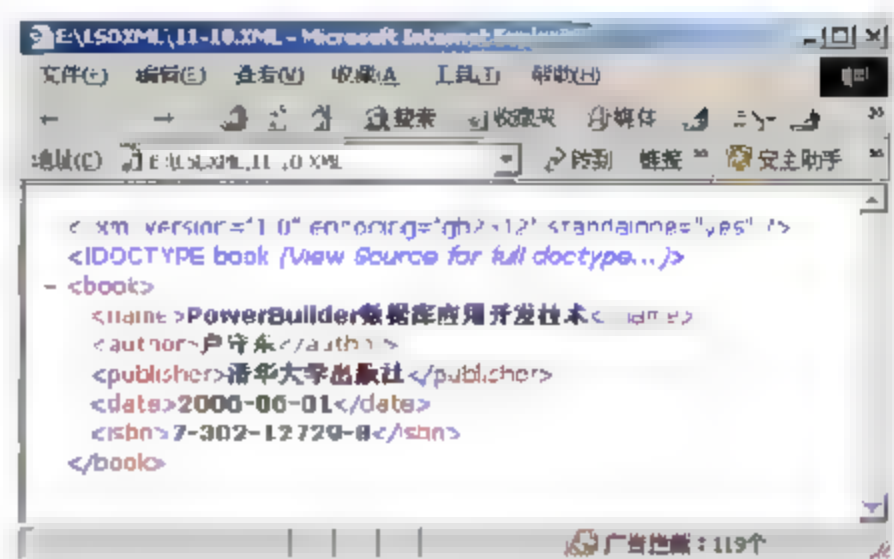 E:\LSDXML\11-10.XML - Microsoft Internet
文件(F) 编辑(E) 查看(V) 收藏(A) 工具(T) 帮助(H)
搜索 收藏夹 媒体
地址(D) 转到 链接 » 安全助手 »
version="1.0" standalone="yes" ?>
<!DOCTYPE book (View Source for full doctype...)>
- <book>
<name>PowerBuilder数据库应用开发技术</name>
<author>卢守东</author>
<publisher>清华大学出版社</publisher>
<date>2006-06-01</date>
<isbn>7-302-12729-8</isbn>
</book>
广告拦截:119个